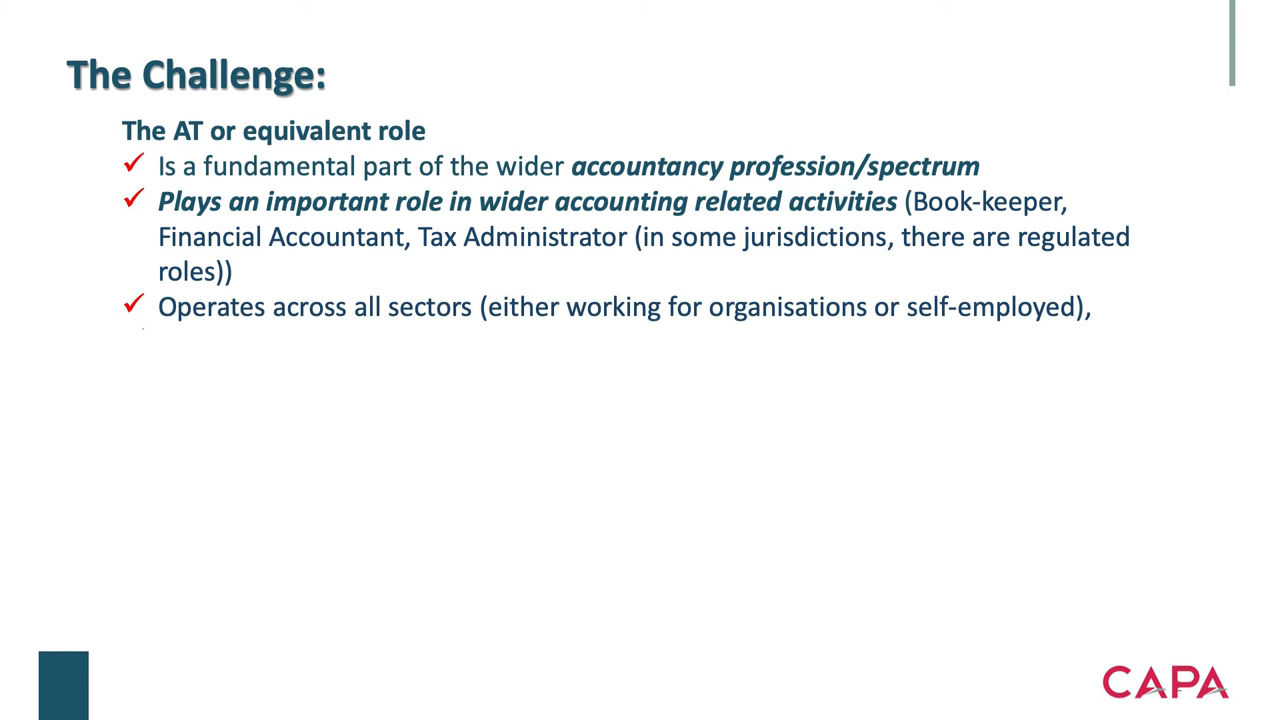 The Challenge:
The AT or equivalent role
✓ Is a fundamental part of the wider accountancy profession/spectrum
✓ Plays an important role in wider accounting related activities (Book-keeper,
Financial Accountant, Tax Administrator (in some jurisdictions, there are regulated
roles))
✓ Operates across all sectors (either working for organisations or self-employed),
CAPA